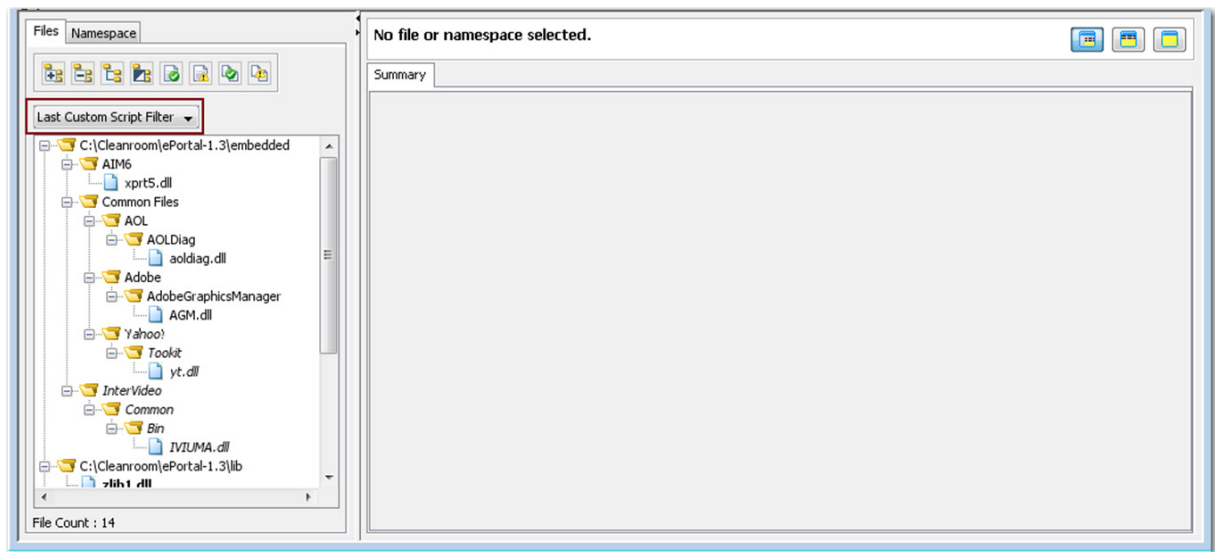 Files Namespace
Last Custom Script Filter
C:\Cleanroom\ePortal-1.3\embedded
AIM6
xprt5.dll
Common Files
AOL
AOLDiag
aoldiag.dll
Adobe
AdobeGraphicsManager
AGM.dll
Yahoo!
Tookit
yt.dll
InterVideo
Common
Bin
IVIUMA.dll
C:\Cleanroom\ePortal-1.3\lib
zlib1.dll
File Count : 14
No file or namespace selected.
Summary